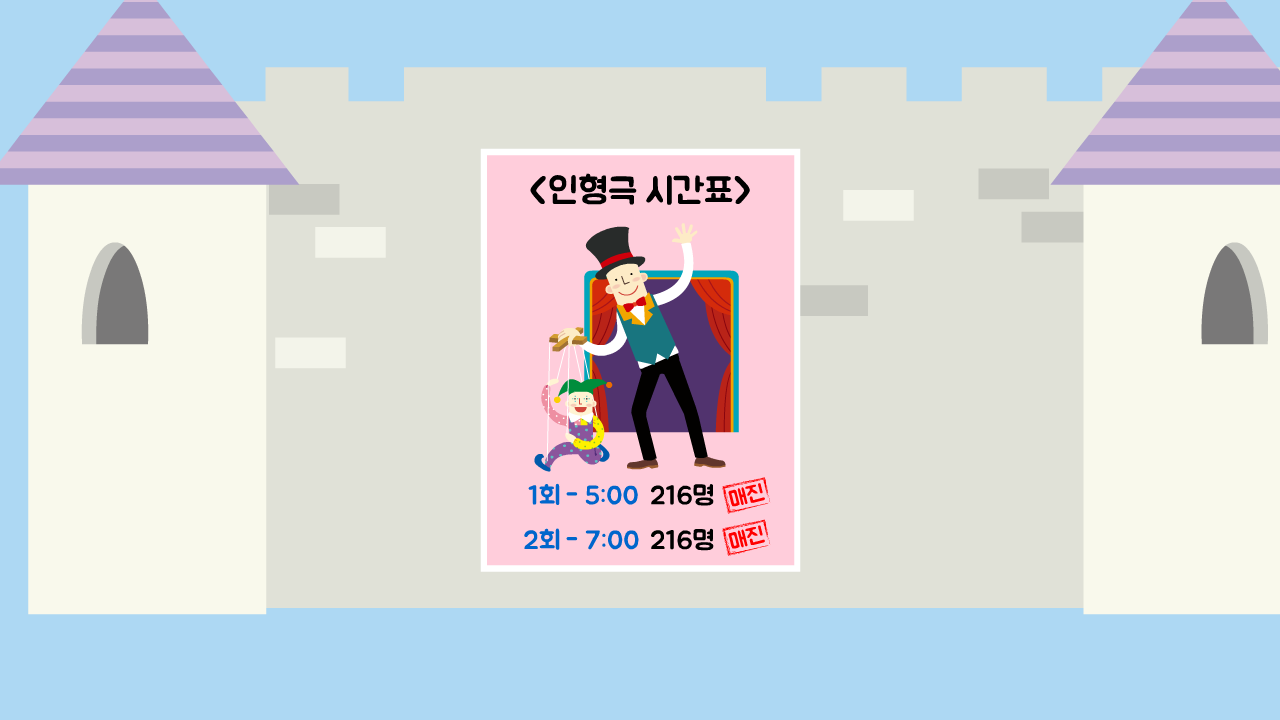 <인형극 시간표>
1회 - 5:00 216명 매진
2회 - 7:00 216명 매진